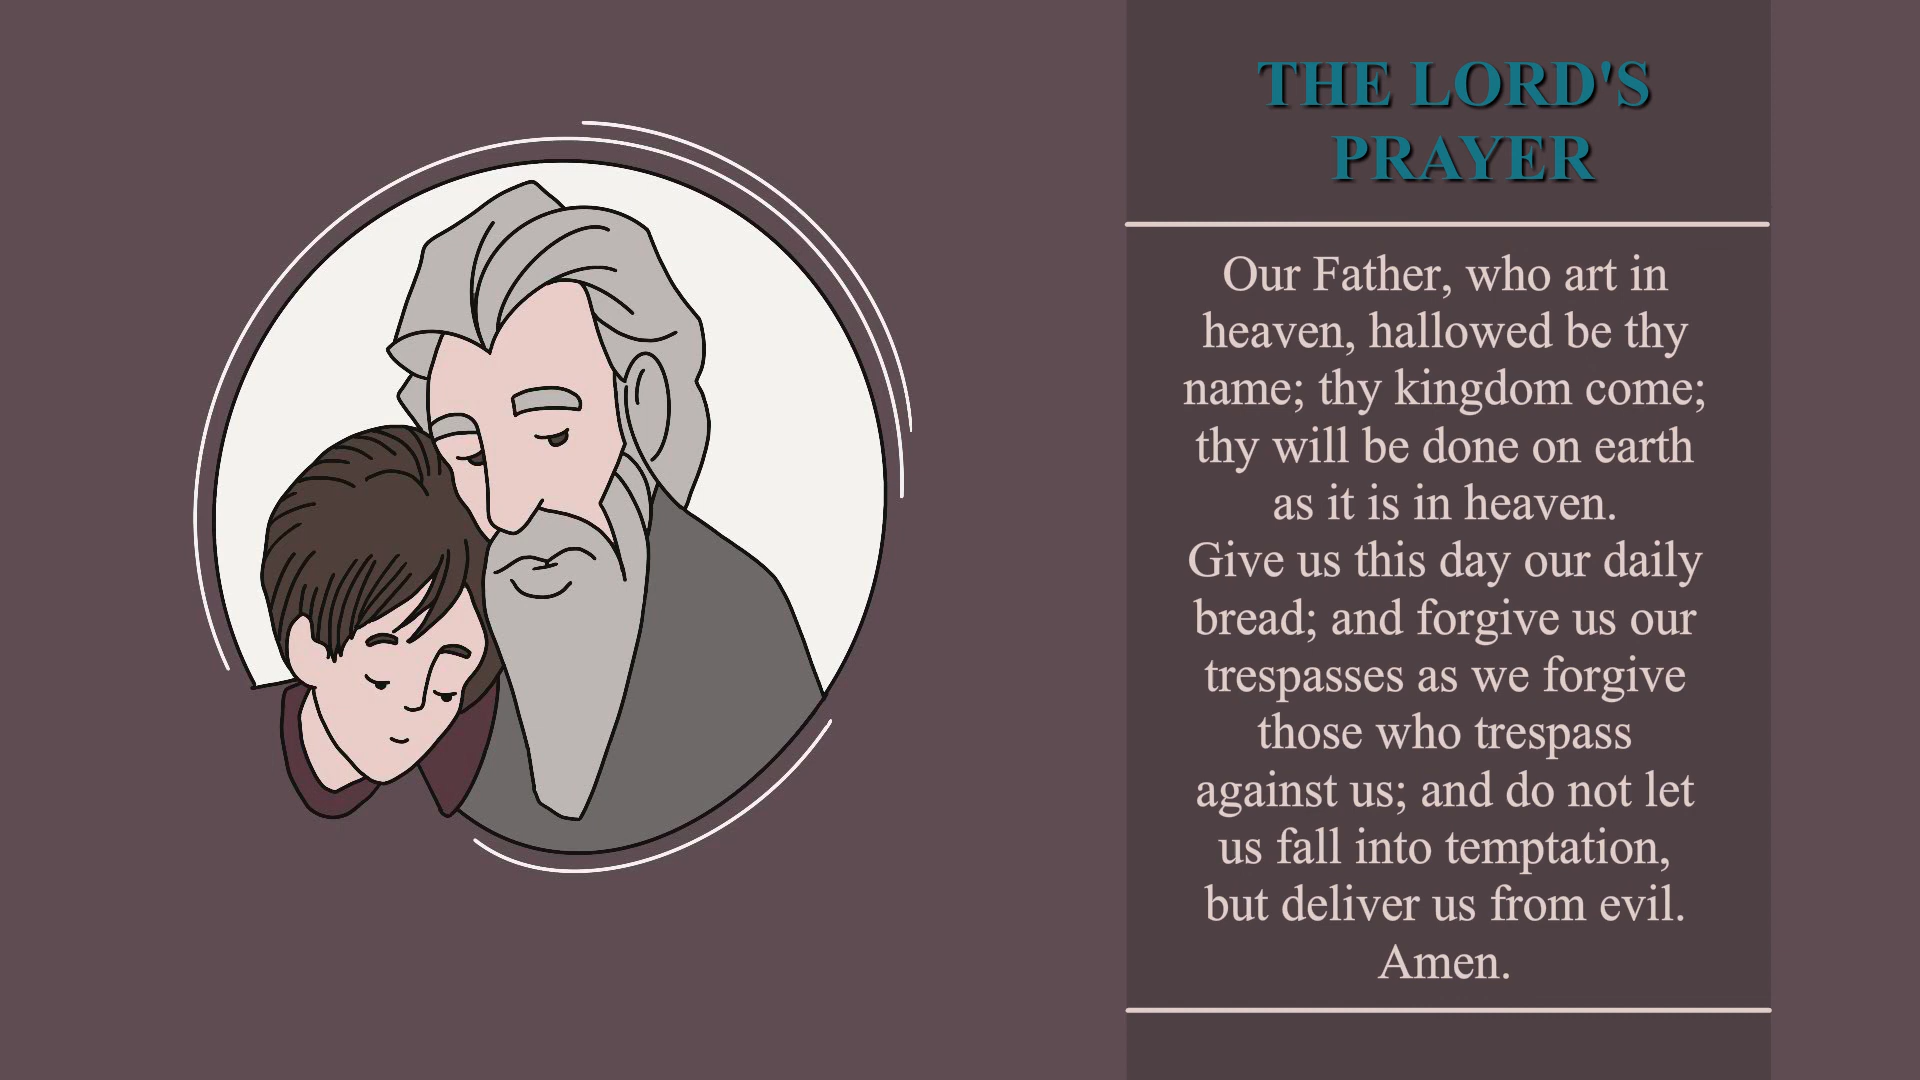 THE LORD'S
PRAYER
Our Father, who art in
heaven, hallowed be thy
name; thy kingdom come;
thy will be done on earth
as it is in heaven.
Give us this day our daily
bread; and forgive us our
trespasses as we forgive
those who trespass
against us; and do not let
us fall into temptation,
but deliver us from evil.
Amen.